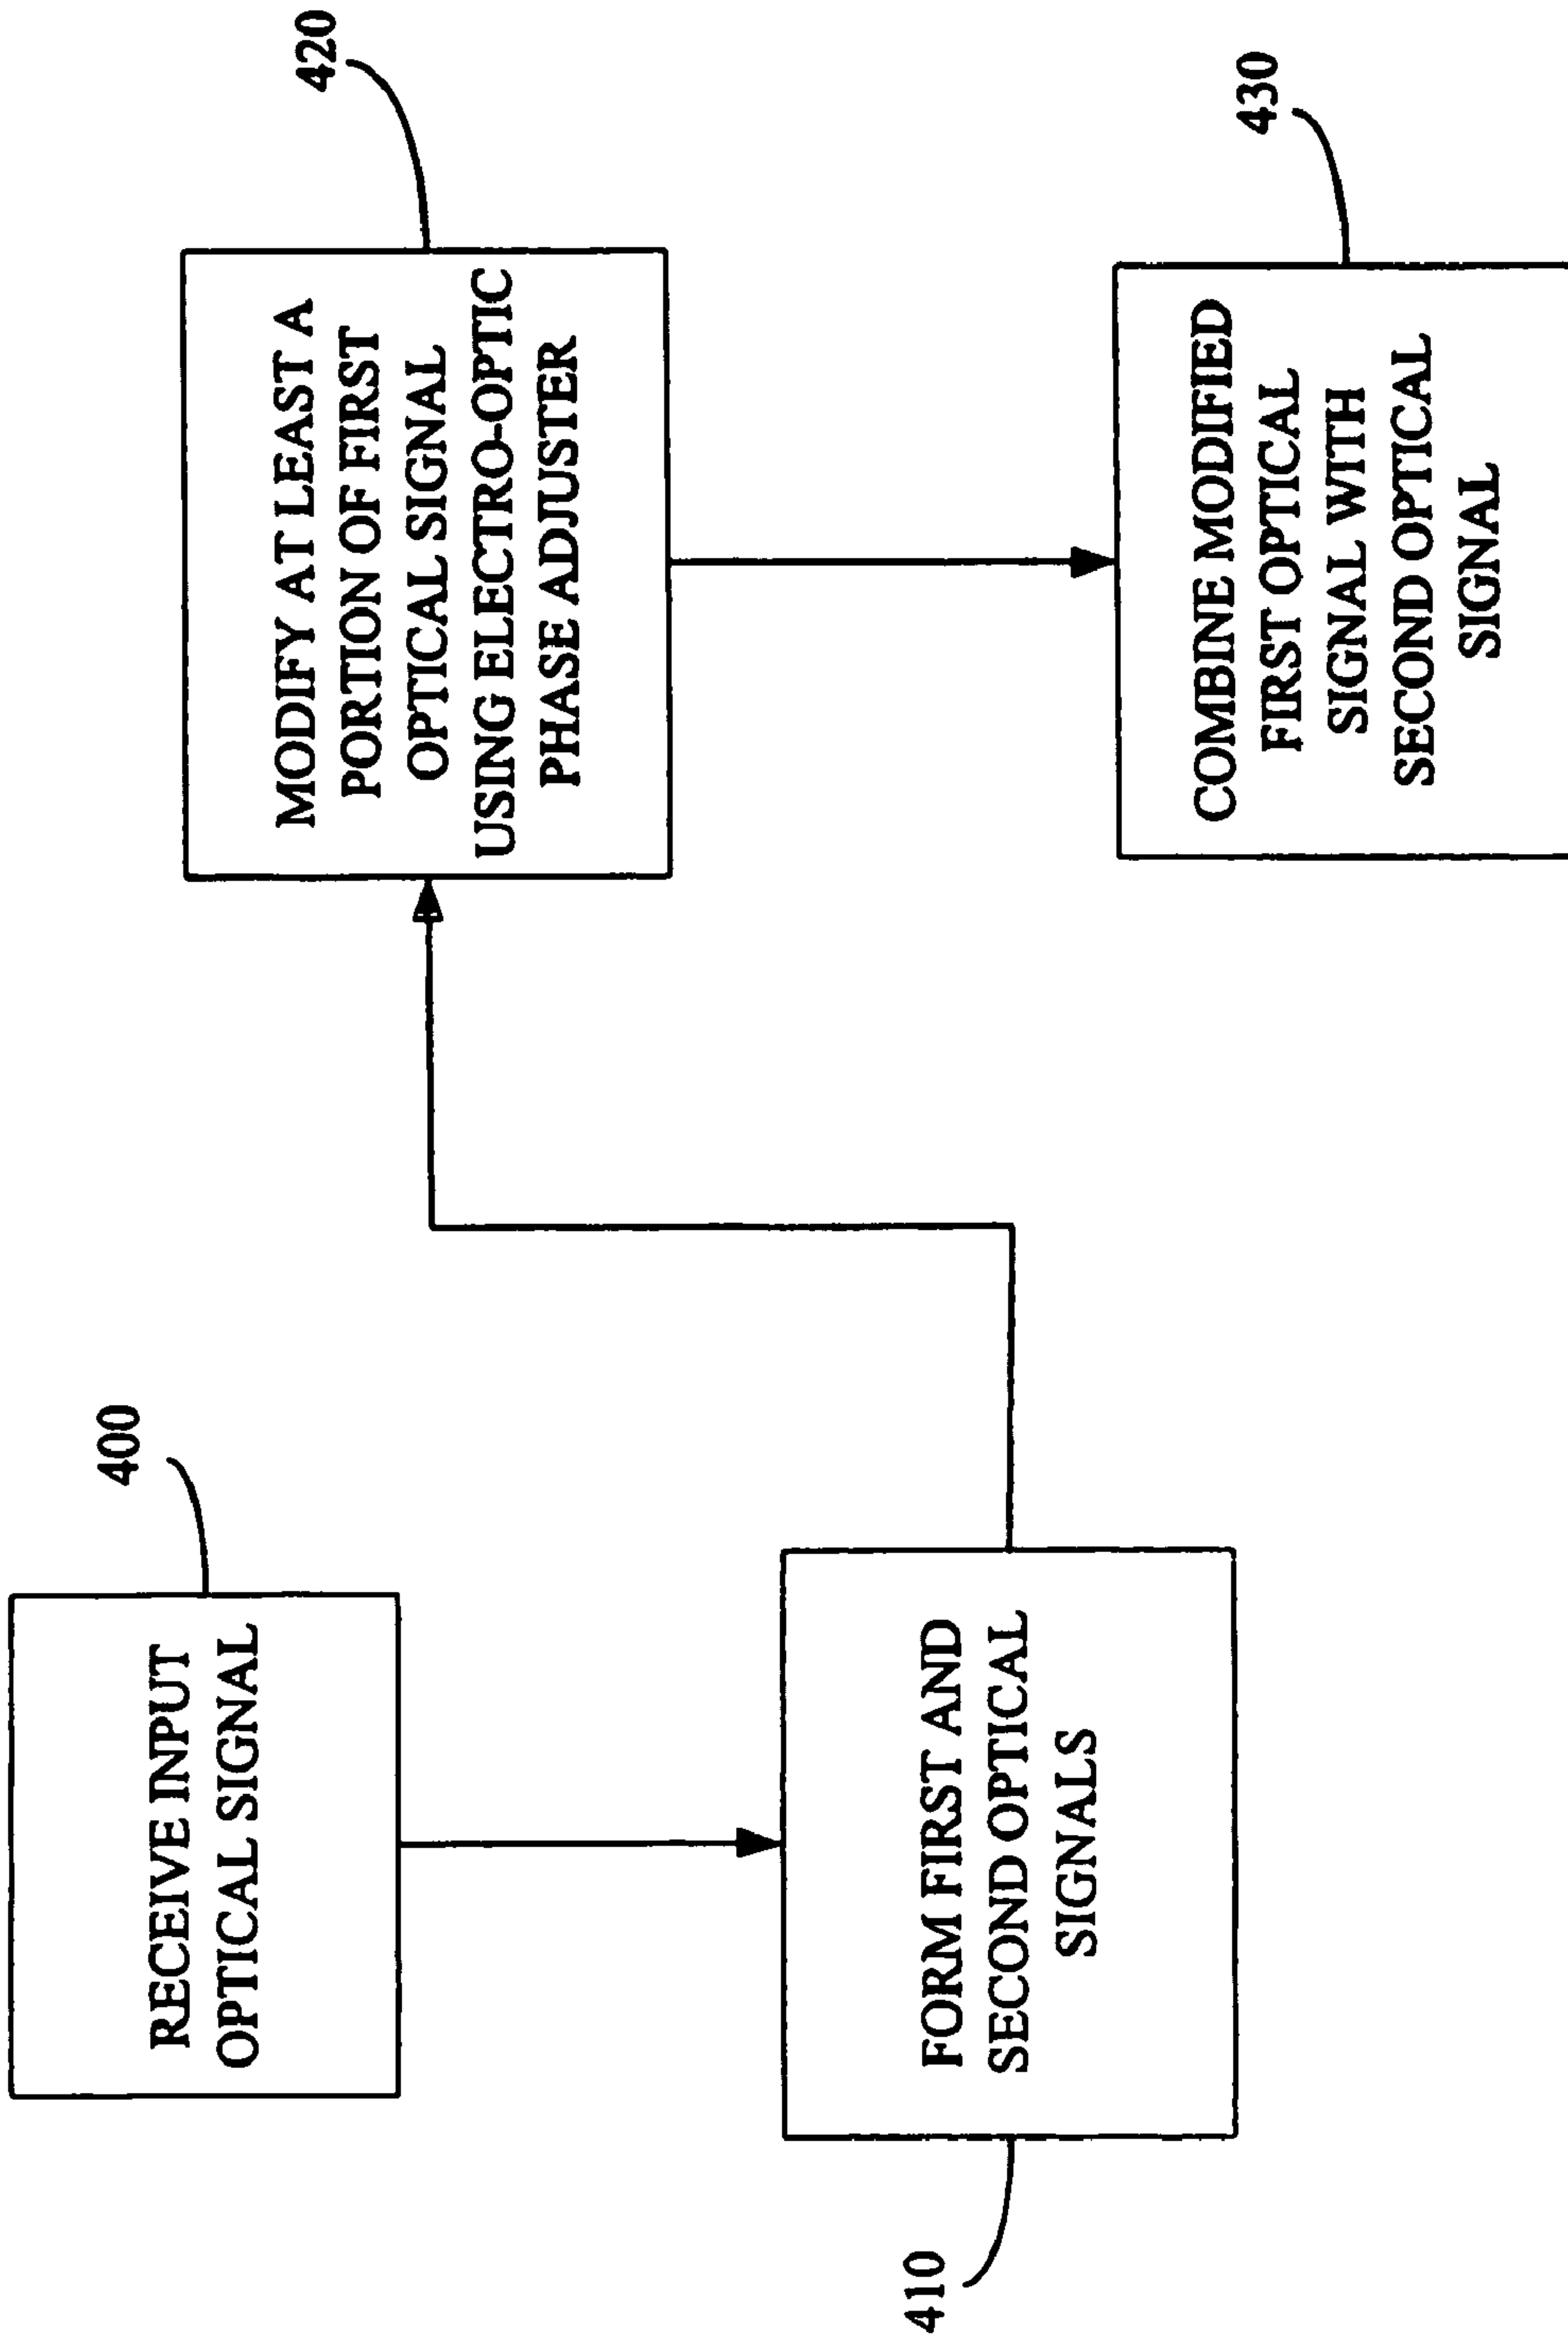 400
RECEIVE INPUT
OPTICAL SIGNAL
410
FORM FIRST AND
SECOND OPTICAL
SIGNALS
420
MODIFY AT LEAST A
PORTION OF FIRST
OPTICAL SIGNAL
USING ELECTRO-OPTIC
PHASE ADJUSTER
430
COMBINE MODIFIED
FIRST OPTICAL
SIGNAL WITH
SECOND OPTICAL
SIGNAL